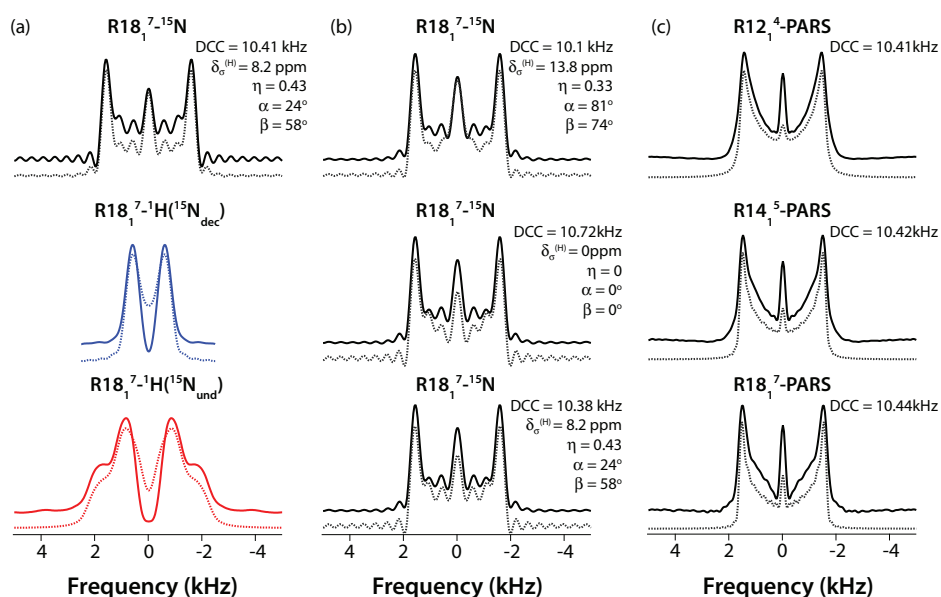 (a)
R18₁⁷-¹⁵N
DCC = 10.41 kHz
δσ⁽ᴴ⁾ = 8.2 ppm
η = 0.43
α = 24°
β = 58°
R18₁⁷-¹H(¹⁵N_dec)
R18₁⁷-¹H(¹⁵N_und)
4 2 0 -2 -4
Frequency (kHz)
(b)
R18₁⁷-¹⁵N
DCC = 10.1 kHz
δσ⁽ᴴ⁾ = 13.8 ppm
η = 0.33
α = 81°
β = 74°
R18₁⁷-¹⁵N
DCC = 10.72kHz
δσ⁽ᴴ⁾ = 0ppm
η = 0
α = 0°
β = 0°
R18₁⁷-¹⁵N
DCC = 10.38 kHz
δσ⁽ᴴ⁾ = 8.2 ppm
η = 0.43
α = 24°
β = 58°
4 2 0 -2 -4
Frequency (kHz)
(c)
R12₁⁴-PARS
DCC = 10.41kHz
R14₁⁵-PARS
DCC = 10.42kHz
R18₁⁷-PARS
DCC = 10.44kHz
4 2 0 -2 -4
Frequency (kHz)